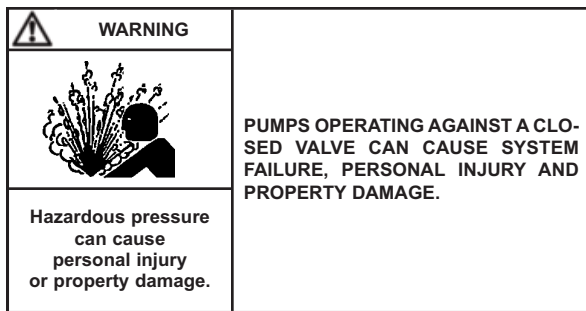 WARNING
Hazardous pressure
can cause
personal injury
or property damage.
PUMPS OPERATING AGAINST A CLO-
SED VALVE CAN CAUSE SYSTEM
FAILURE, PERSONAL INJURY AND
PROPERTY DAMAGE.